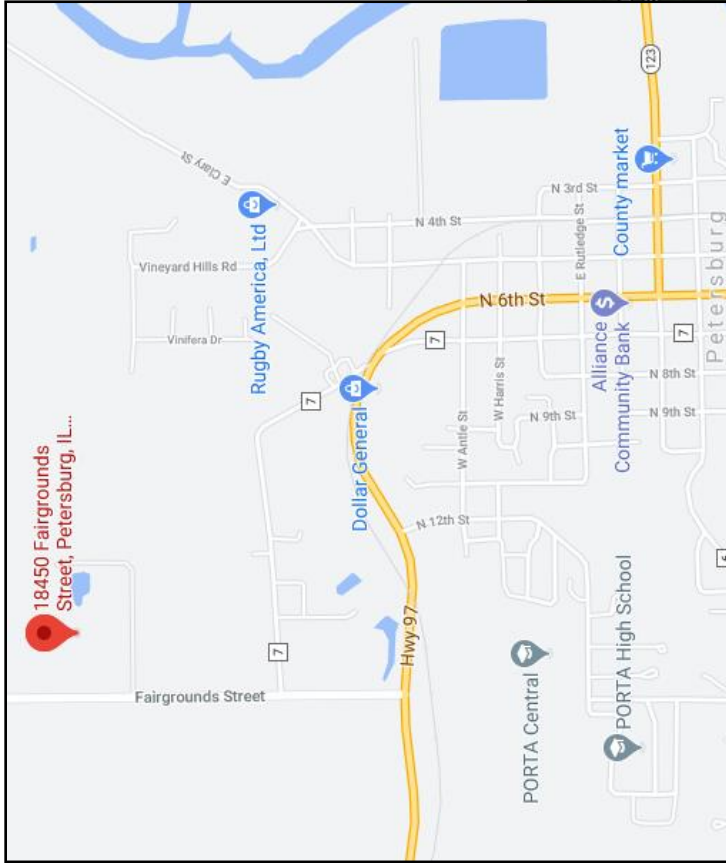 18450 Fairgrounds
Street, Petersburg, IL...
E Clary St
Rugby America, Ltd
Vineyard Hills Rd
Vinifera Dr
N 4th St
N 3rd St
E Rutledge St
123
County market
Petersburg
N 6th St
7
7
7
7
Alliance
Community Bank
N 8th St
N 9th St
N 9th St
W Harris St
W Antle St
Dollar General
N 12th St
Hwy 97
Fairgrounds Street
PORTA Central
PORTA High School